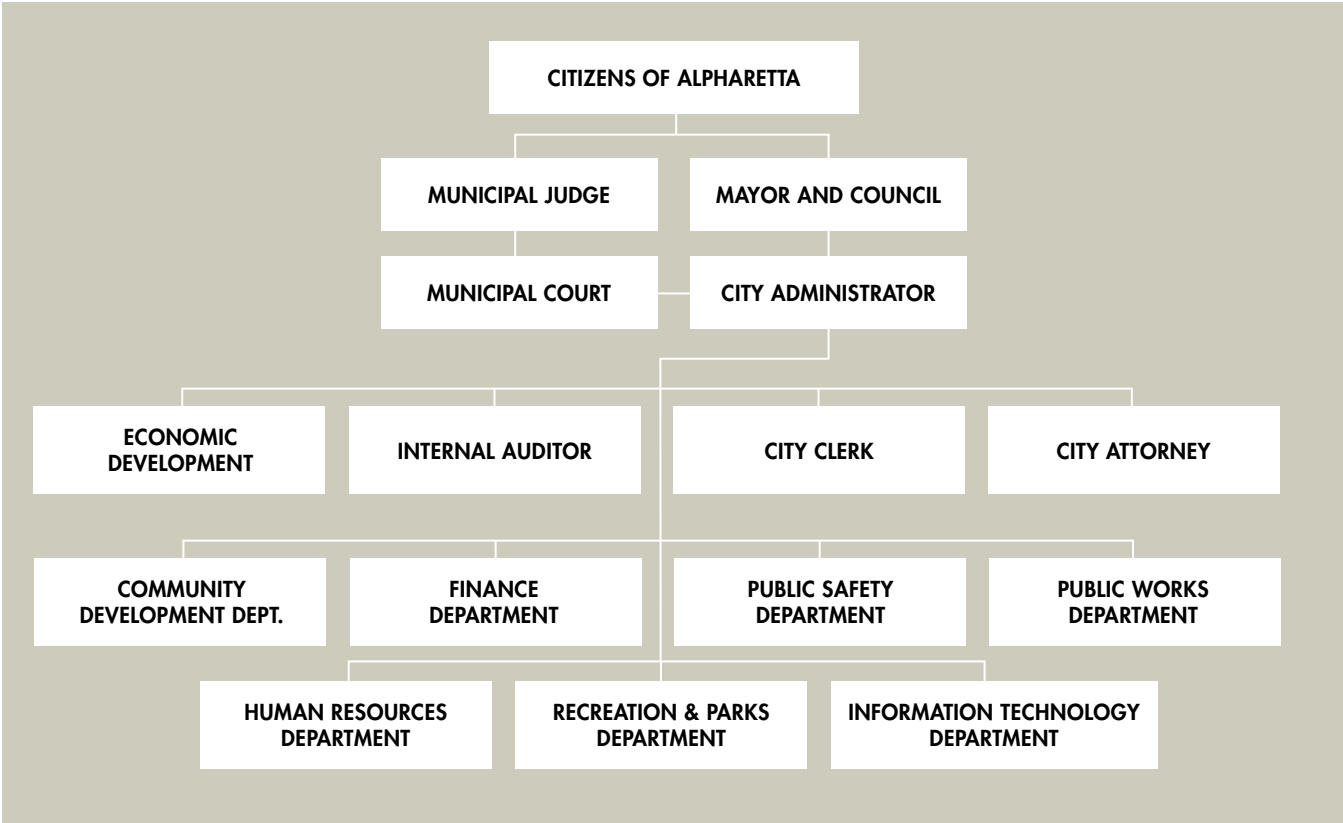 CITIZENS OF ALPHARETTA
MUNICIPAL JUDGE
MAYOR AND COUNCIL
MUNICIPAL COURT
CITY ADMINISTRATOR
ECONOMIC
DEVELOPMENT
INTERNAL AUDITOR
CITY CLERK
CITY ATTORNEY
COMMUNITY
DEVELOPMENT DEPT.
FINANCE
DEPARTMENT
PUBLIC SAFETY
DEPARTMENT
PUBLIC WORKS
DEPARTMENT
HUMAN RESOURCES
DEPARTMENT
RECREATION & PARKS
DEPARTMENT
INFORMATION TECHNOLOGY
DEPARTMENT